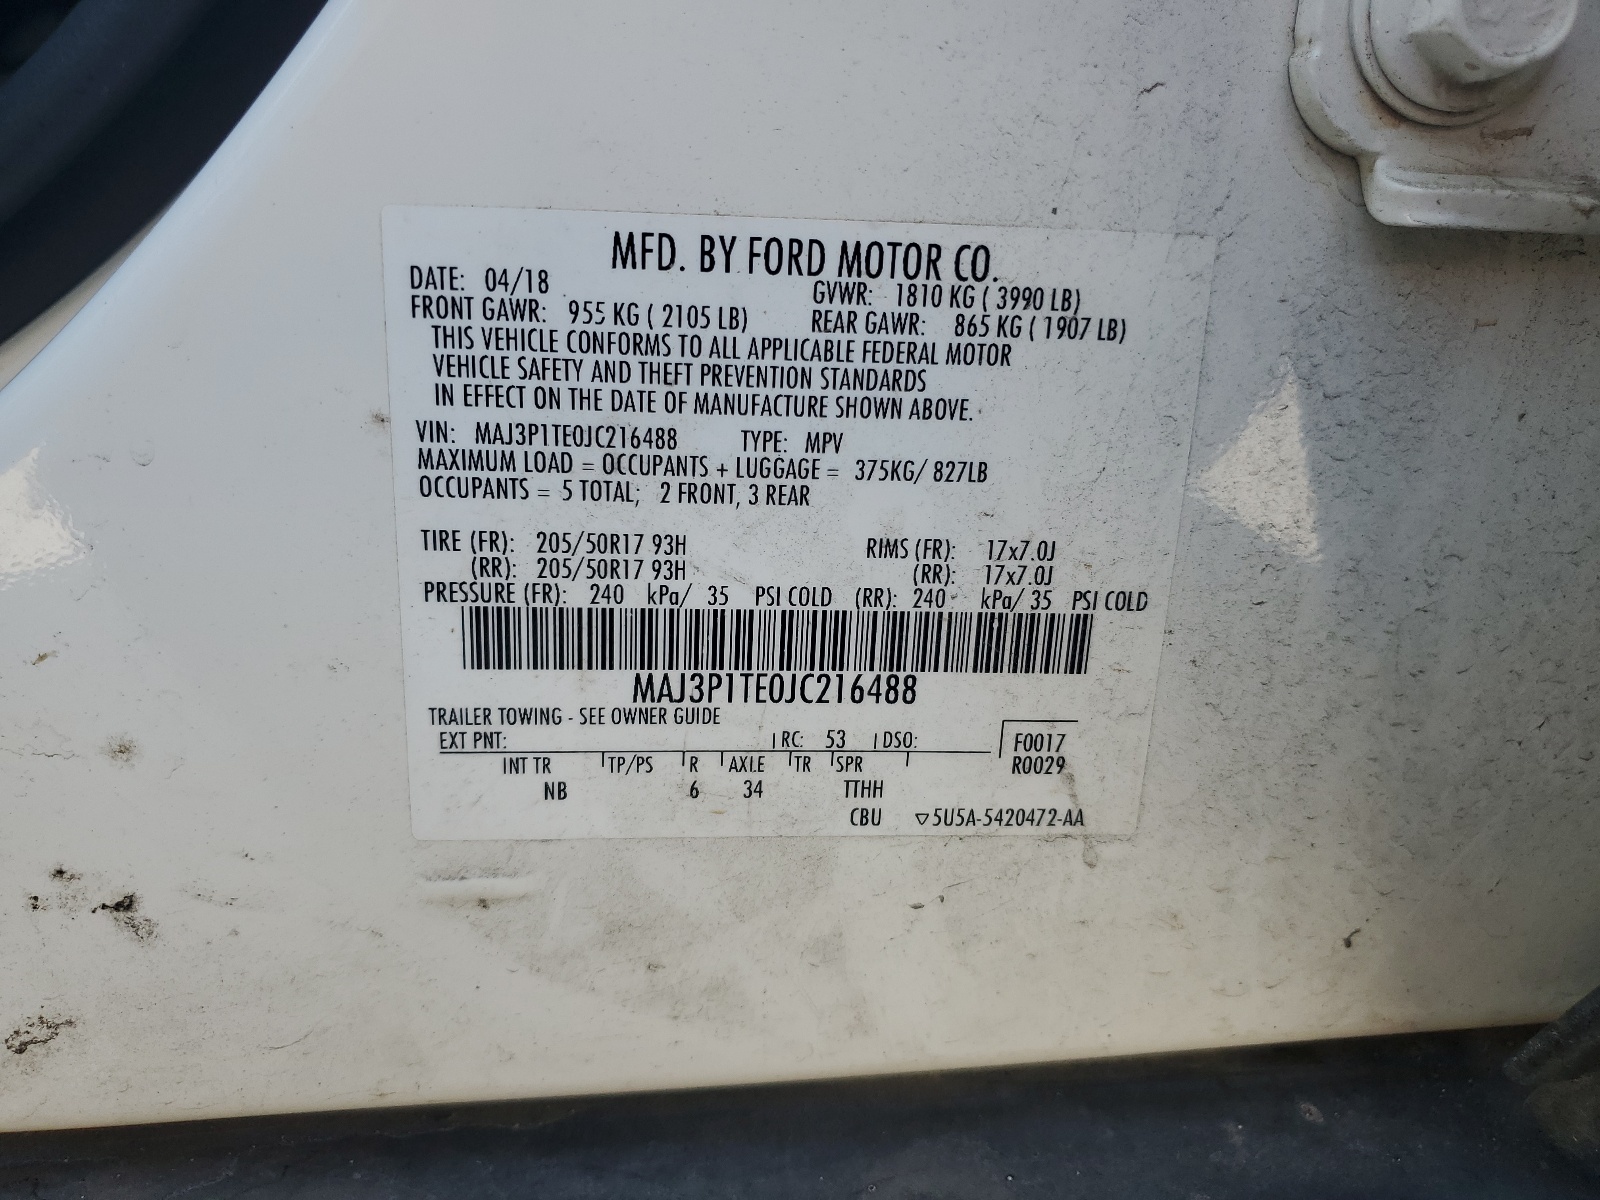 MFD. BY FORD MOTOR CO.
DATE: 04/18 GVWR: 1810 KG ( 3990 LB)
FRONT GAWR: 955 KG ( 2105 LB) REAR GAWR: 865 KG ( 1907 LB)
THIS VEHICLE CONFORMS TO ALL APPLICABLE FEDERAL MOTOR
VEHICLE SAFETY AND THEFT PREVENTION STANDARDS
IN EFFECT ON THE DATE OF MANUFACTURE SHOWN ABOVE.
VIN: MAJ3P1TE0JC216488 TYPE: MPV
MAXIMUM LOAD = OCCUPANTS + LUGGAGE = 375KG/ 827LB
OCCUPANTS = 5 TOTAL; 2 FRONT, 3 REAR
TIRE (FR): 205/50R17 93H RIMS (FR): 17x7.0J
(RR): 205/50R17 93H (RR): 17x7.0J
PRESSURE (FR): 240 kPa/ 35 PSI COLD (RR): 240 kPa/ 35 PSI COLD
MAJ3P1TE0JC216488
TRAILER TOWING - SEE OWNER GUIDE
EXT PNT: RC: 53 DSO: F0017
INT TR TP/PS R AXLE TR SPR R0029
NB 6 34 TTHH
CBU ▽5U5A-5420472-AA